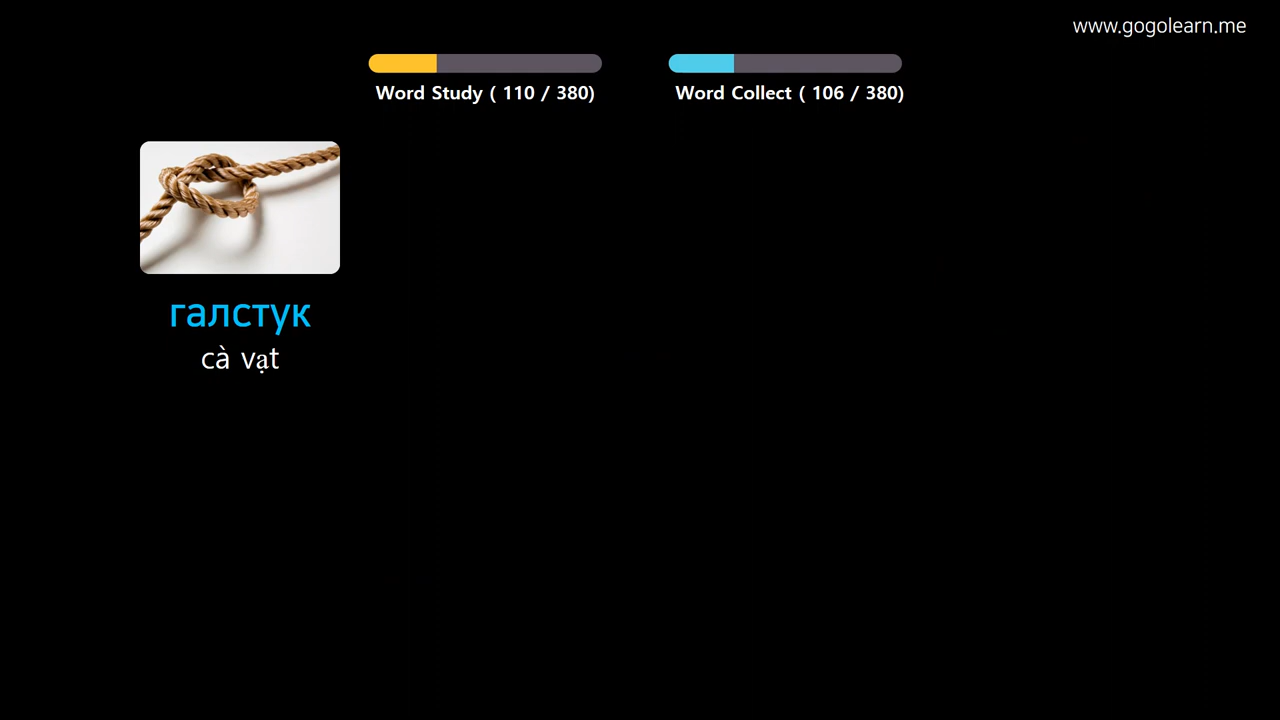 www.gogolearn.me
Word Study ( 110 / 380)
Word Collect ( 106 / 380)
галстук
cà vạt